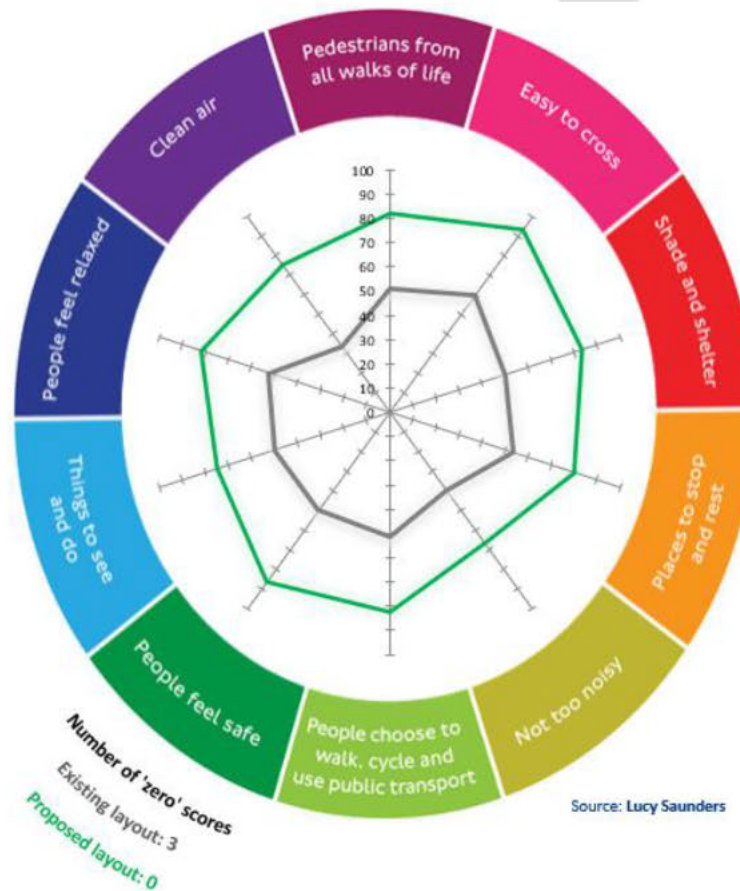 Pedestrians from
all walks of life
Easy to cross
Shade and shelter
Places to stop
and rest
Not too noisy
People choose to
walk, cycle and
use public transport
People feel safe
Things to see
and do
People feel relaxed
Clean air
100
90
80
70
60
50
40
30
20
10
0
Number of 'zero' scores
Existing layout: 3
Proposed layout: 0
Source: Lucy Saunders